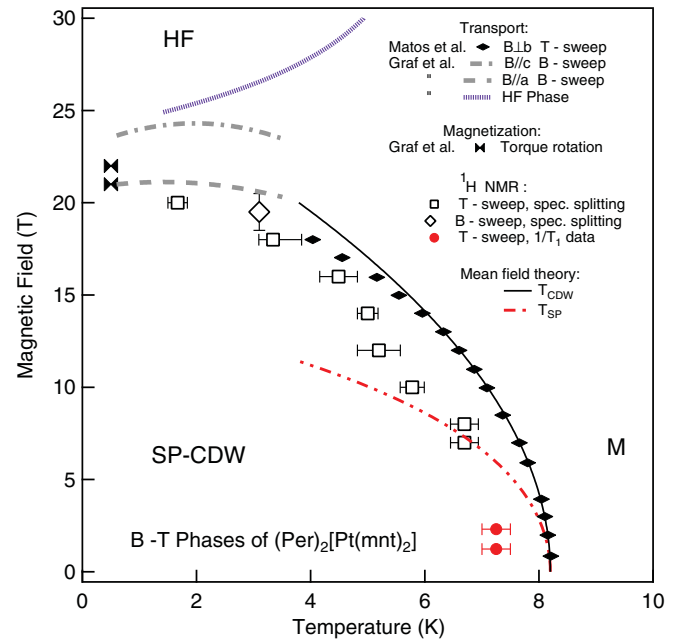 HF
Transport:
Matos et al. B⊥b T - sweep
Graf et al. B//c B - sweep
" B//a B - sweep
" HF Phase
Magnetization:
Graf et al. Torque rotation
1H NMR :
T - sweep, spec. splitting
B - sweep, spec. splitting
T - sweep, 1/T1 data
Mean field theory:
TCDW
TSP
SP-CDW
M
B -T Phases of (Per)2[Pt(mnt)2]
Magnetic Field (T)
30
25
20
15
10
5
0
0 2 4 6 8 10
Temperature (K)